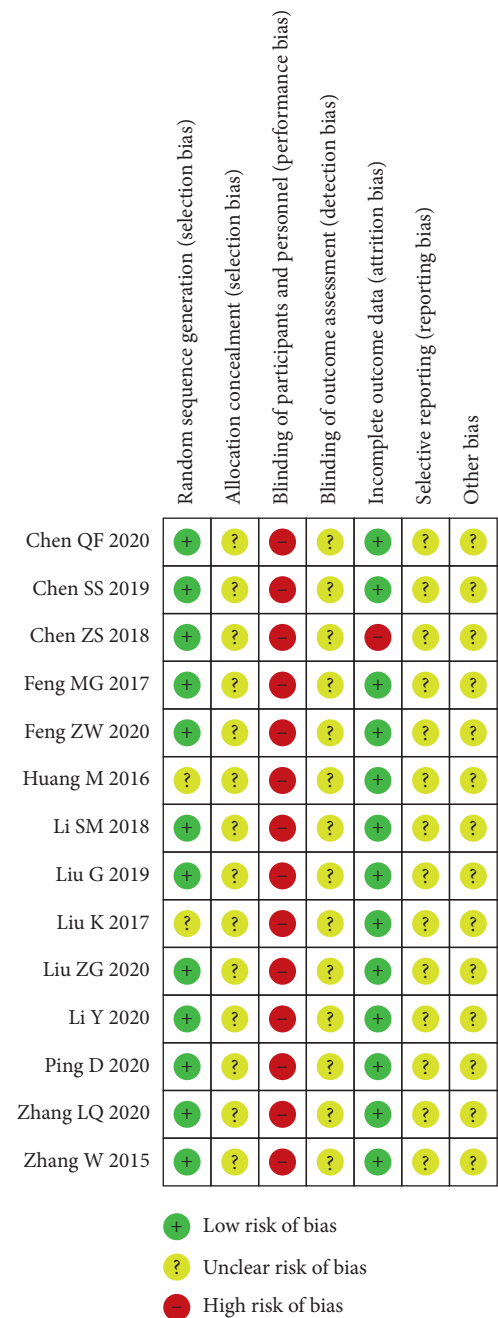 Random sequence generation (selection bias)
Allocation concealment (selection bias)
Blinding of participants and personnel (performance bias)
Blinding of outcome assessment (detection bias)
Incomplete outcome data (attrition bias)
Selective reporting (reporting bias)
Other bias
Chen QF 2020 + ? – ? + ? ?
Chen SS 2019 + ? – ? + ? ?
Chen ZS 2018 + ? – ? – ? ?
Feng MG 2017 + ? – ? + ? ?
Feng ZW 2020 + ? – ? + ? ?
Huang M 2016 ? ? – ? + ? ?
Li SM 2018 + ? – ? + ? ?
Liu G 2019 + ? – ? + ? ?
Liu K 2017 ? ? – ? + ? ?
Liu ZG 2020 + ? – ? + ? ?
Li Y 2020 + ? – ? + ? ?
Ping D 2020 + ? – ? + ? ?
Zhang LQ 2020 + ? – ? + ? ?
Zhang W 2015 + ? – ? + ? ?
+ Low risk of bias
? Unclear risk of bias
– High risk of bias